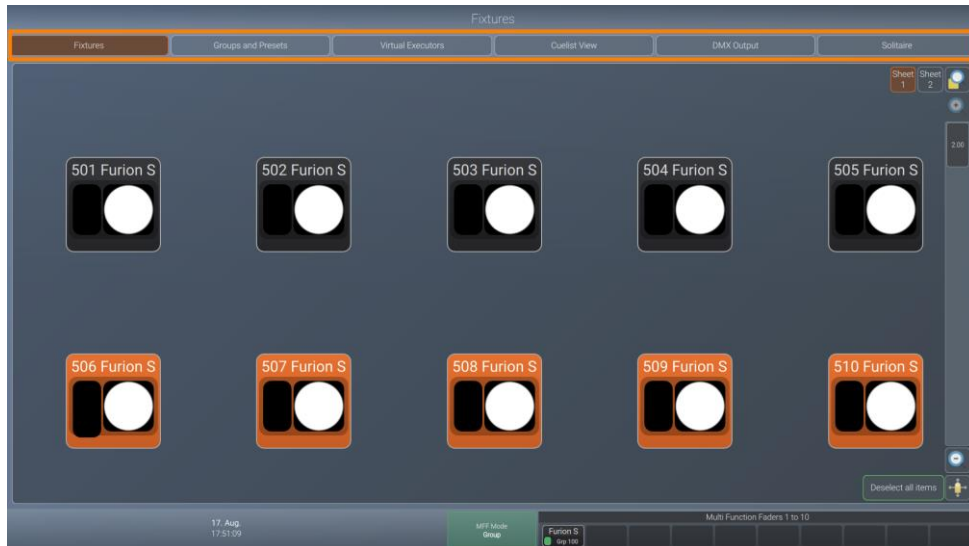 Fixtures
Fixtures
Groups and Presets
Virtual Executors
Cuelist View
DMX Output
Solitaire
Sheet 1
Sheet 2
2.00
501 Furion S
502 Furion S
503 Furion S
504 Furion S
505 Furion S
506 Furion S
507 Furion S
508 Furion S
509 Furion S
510 Furion S
Deselect all items
17. Aug.
17:51:09
MFF Mode
Group
Multi Function Faders 1 to 10
Furion S
Grp 100